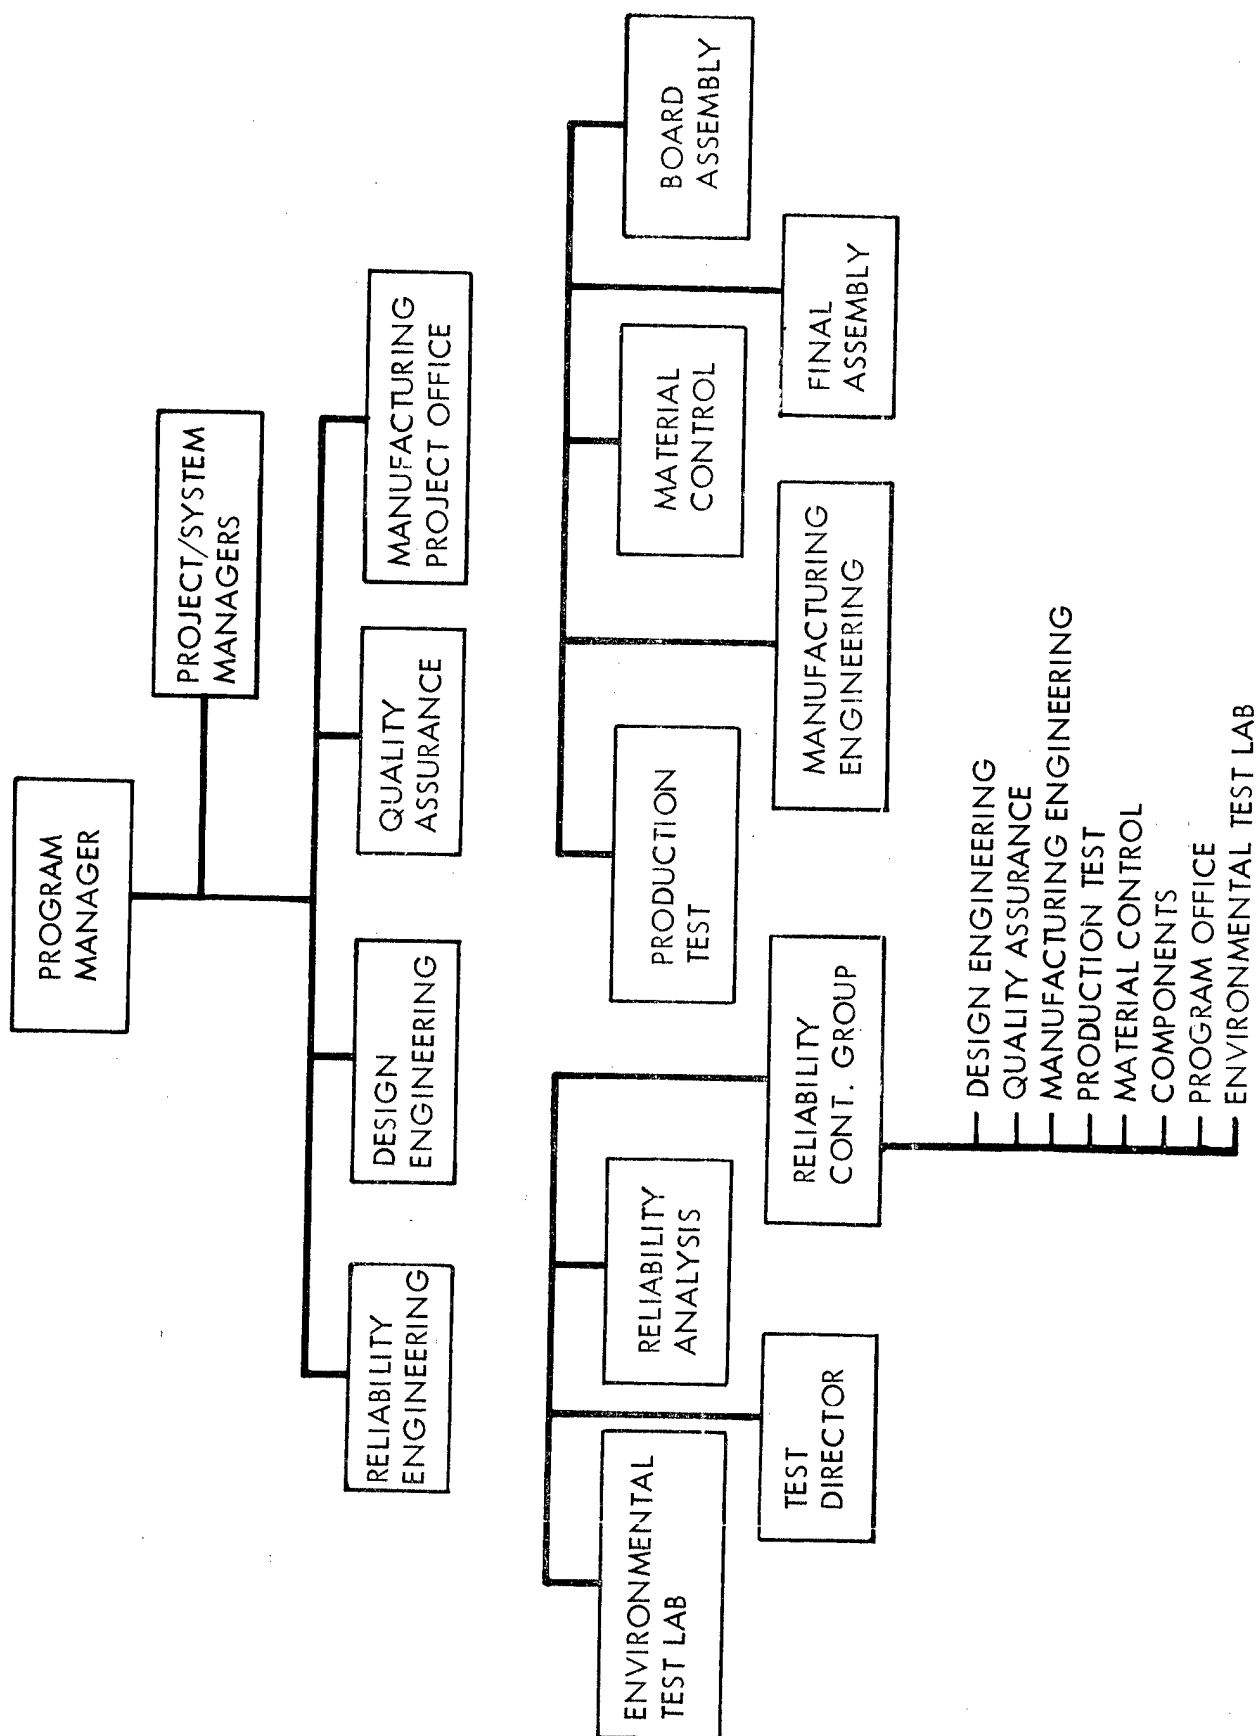 PROGRAM
MANAGER
PROJECT/SYSTEM
MANAGERS
RELIABILITY
ENGINEERING
DESIGN
ENGINEERING
QUALITY
ASSURANCE
MANUFACTURING
PROJECT OFFICE
ENVIRONMENTAL
TEST LAB
RELIABILITY
ANALYSIS
PRODUCTION
TEST
MATERIAL
CONTROL
BOARD
ASSEMBLY
TEST
DIRECTOR
RELIABILITY
CONT. GROUP
MANUFACTURING
ENGINEERING
FINAL
ASSEMBLY
DESIGN ENGINEERING
QUALITY ASSURANCE
MANUFACTURING ENGINEERING
PRODUCTION TEST
MATERIAL CONTROL
COMPONENTS
PROGRAM OFFICE
ENVIRONMENTAL TEST LAB